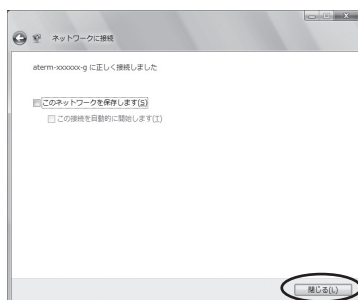 ネットワークに接続
aterm-xxxxxx-g に正しく接続しました
このネットワークを保存します(S)
この接続を自動的に開始します(T)
閉じる(L)